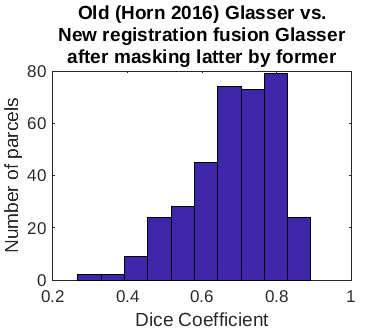 Old (Horn 2016) Glasser vs.
New registration fusion Glasser
after masking latter by former
80
60
40
20
0
Number of parcels
0.2
0.4
0.6
0.8
1
Dice Coefficient